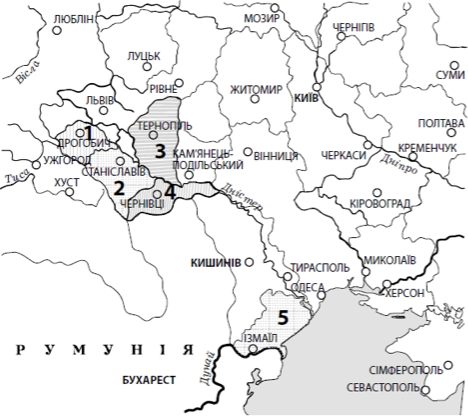 ЛЮБЛІН
МОЗИР
ЧЕРНІГІВ
ЛУЦЬК
СУМИ
Вісла
РІВНЕ
ЖИТОМИР
КИЇВ
ЛЬВІВ
ТЕРНОПІЛЬ
ПОЛТАВА
1
ДРОГОБИЧ
3
КАМ'ЯНЕЦЬ-
ПОДІЛЬСЬКИЙ
ВІННИЦЯ
ЧЕРКАСИ
КРЕМЕНЧУК
УЖГОРОД
СТАНІСЛАВІВ
Дніпро
Тиса
ХУСТ
2
4
Дністер
ЧЕРНІВЦІ
КІРОВОГРАД
КИШИНІВ
ТИРАСПОЛЬ
МИКОЛАЇВ
ОДЕСА
ХЕРСОН
5
ІЗМАЇЛ
РУМУНІЯ
Дунай
БУХАРЕСТ
СІМФЕРОПОЛЬ
СЕВАСТОПОЛЬ